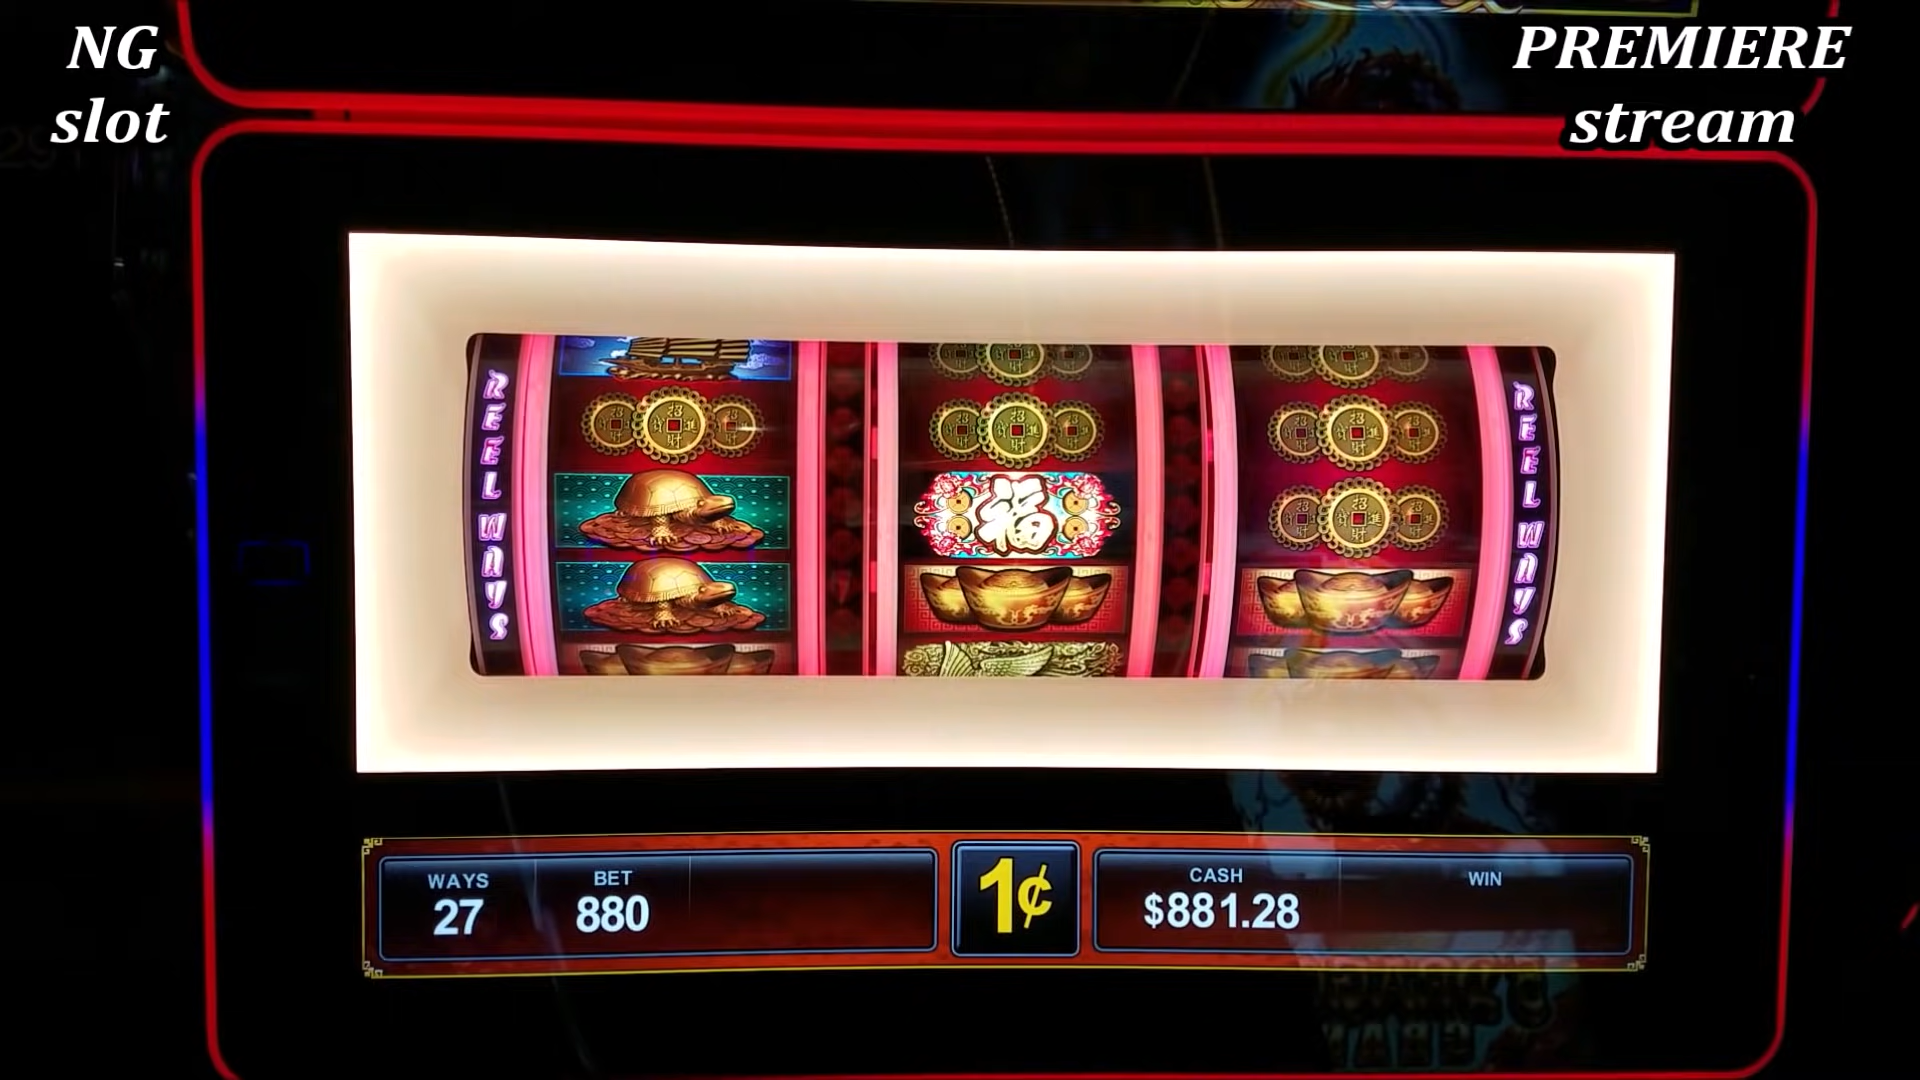 NG
slot
PREMIERE
stream
REEL WAYS
福
REEL WAYS
WAYS
27
BET
880
1¢
CASH
$881.28
WIN